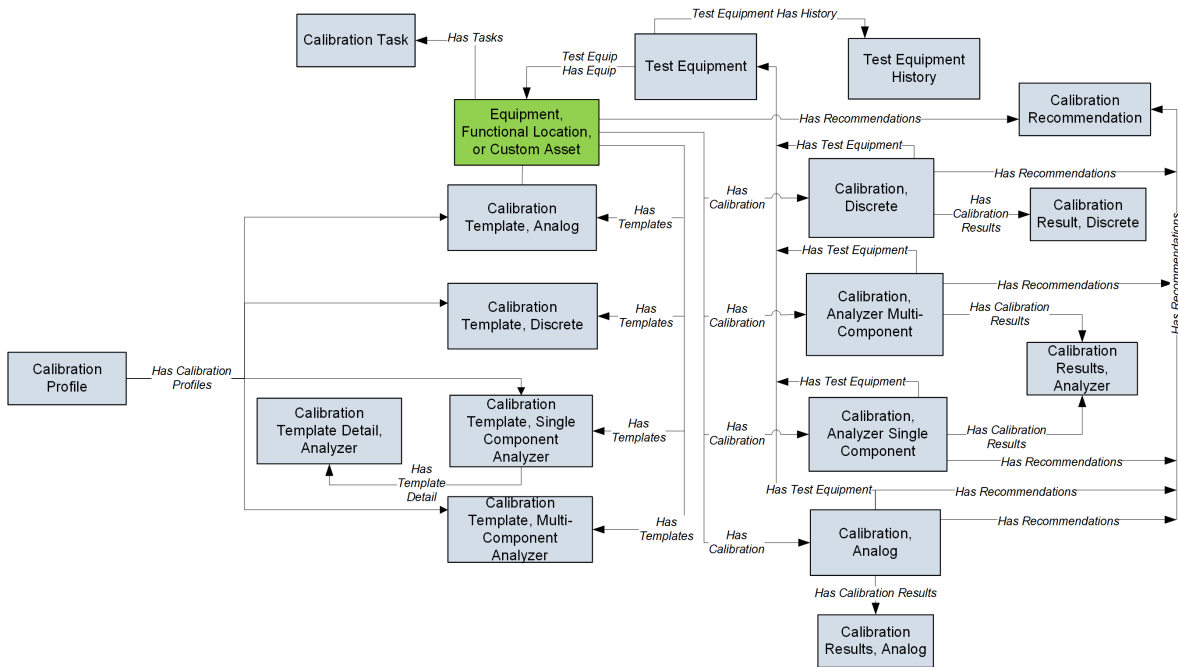 Test Equipment Has History
Calibration Task
Has Tasks
Test Equip
Has Equip
Test Equipment
Test Equipment
History
Equipment,
Functional Location,
or Custom Asset
Has Recommendations
Calibration
Recommendation
Has Test Equipment
Calibration
Template, Analog
Has
Templates
Has
Calibration
Calibration,
Discrete
Has Recommendations
Has
Calibration
Results
Calibration
Result, Discrete
Has Test Equipment
Has Recommendations
Calibration
Template, Discrete
Has
Templates
Has
Calibration
Calibration,
Analyzer Multi-
Component
Has Recommendations
Has Calibration
Results
Calibration
Profile
Has Calibration
Profiles
Has Test Equipment
Calibration
Results,
Analyzer
Calibration
Template Detail,
Analyzer
Calibration
Template, Single
Component
Analyzer
Has
Templates
Has
Calibration
Calibration,
Analyzer Single
Component
Has Calibration
Results
Has Recommendations
Has
Template
Detail
Has Test Equipment
Has Recommendations
Calibration
Template, Multi-
Component
Analyzer
Has
Templates
Has
Calibration
Calibration,
Analog
Has Recommendations
Has Calibration Results
Calibration
Results, Analog